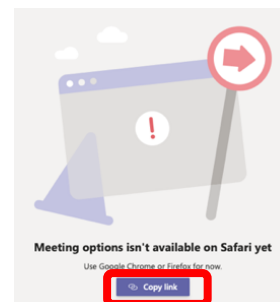 !
Meeting options isn't available on Safari yet
Use Google Chrome or Firefox for now.
Copy link